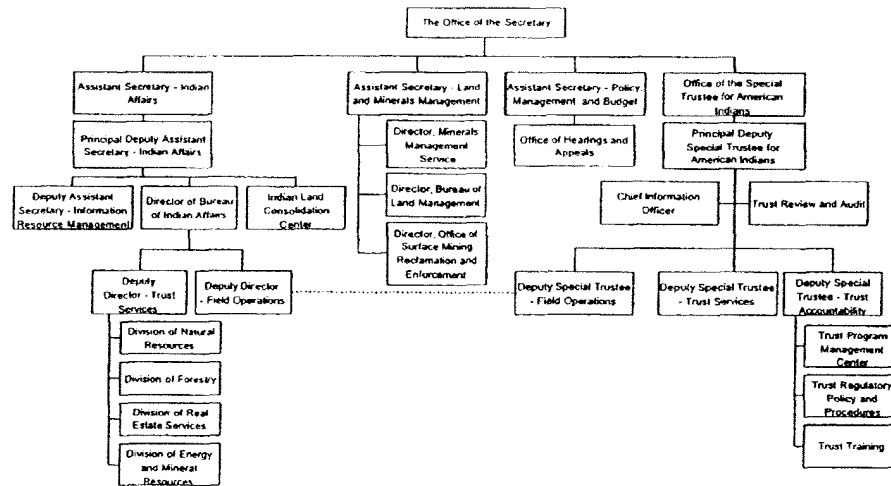 The Office of the Secretary
Assistant Secretary - Indian
Affairs
Assistant Secretary - Land
and Minerals Management
Assistant Secretary - Policy,
Management and Budget
Office of the Special
Trustee for American
Indians
Principal Deputy Assistant
Secretary - Indian Affairs
Director, Minerals
Management
Service
Office of Hearings and
Appeals
Principal Deputy
Special Trustee for
American Indians
Deputy Assistant
Secretary - Information
Resource Management
Director of Bureau
of Indian Affairs
Indian Land
Consolidation
Center
Director, Bureau of
Land Management
Chief Information
Officer
Trust Review and Audit
Director, Office of
Surface Mining
Reclamation and
Enforcement
Deputy
Director - Trust
Services
Deputy Director
- Field Operations
Deputy Special Trustee
- Field Operations
Deputy Special Trustee
- Trust Services
Deputy Special
Trustee - Trust
Accountability
Division of Natural
Resources
Division of Forestry
Division of Real
Estate Services
Division of Energy
and Mineral
Resources
Trust Program
Management
Center
Trust Regulatory
Policy and
Procedures
Trust Training